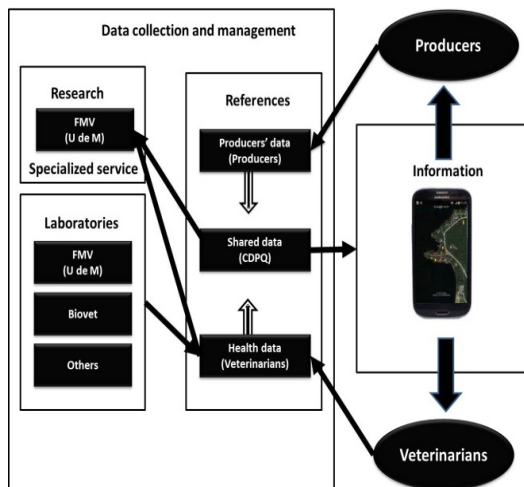 Data collection and management
Producers
Research
FMV
(U de M)
Specialized service
References
Producers' data
(Producers)
Information
Laboratories
FMV
(U de M)
Biovet
Others
Shared data
(CDPQ)
Health data
(Veterinarians)
Veterinarians